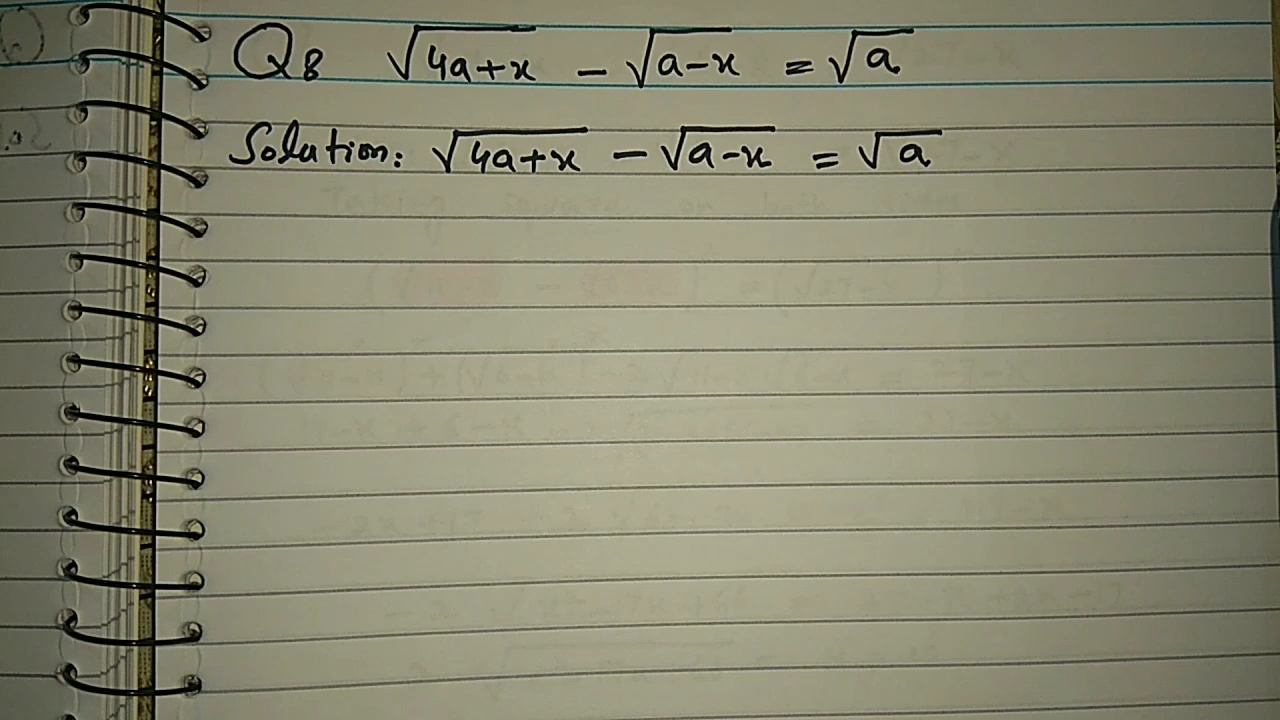 Q8 √(4a+x) - √(a-x) = √a
Solution: √(4a+x) - √(a-x) = √a